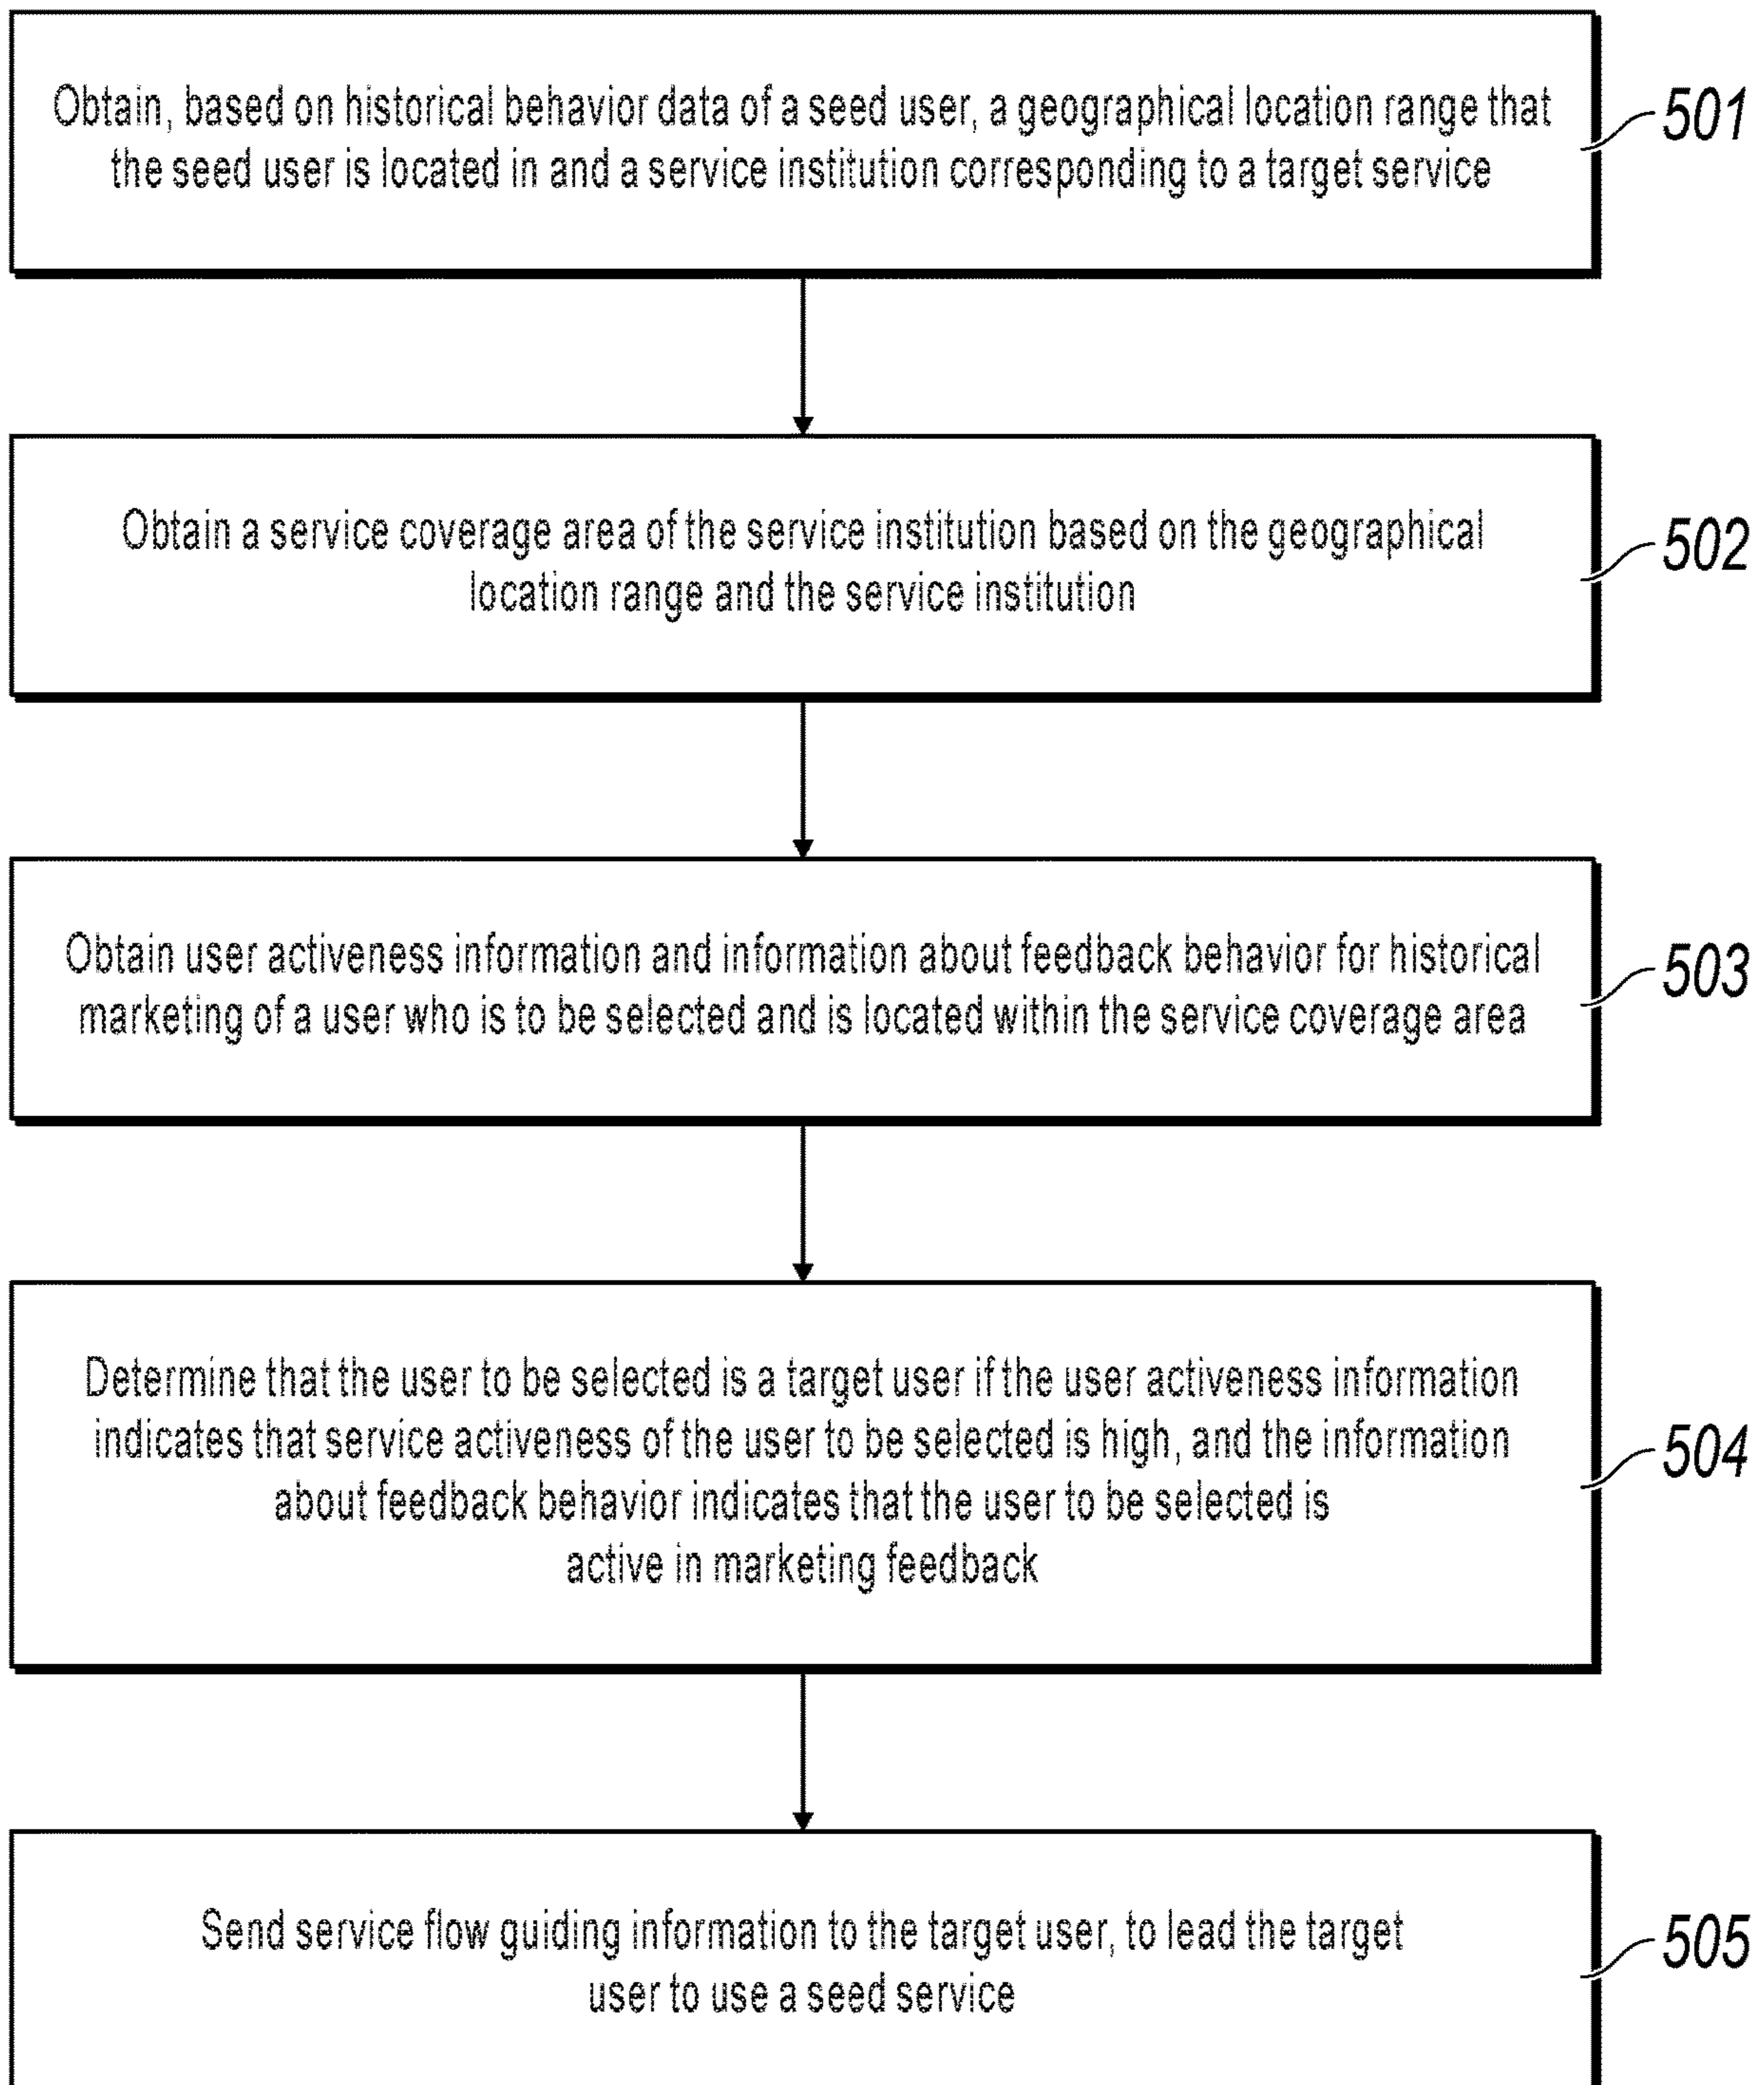 Obtain, based on historical behavior data of a seed user, a geographical location range that
the seed user is located in and a service institution corresponding to a target service
501
Obtain a service coverage area of the service institution based on the geographical
location range and the service institution
502
Obtain user activeness information and information about feedback behavior for historical
marketing of a user who is to be selected and is located within the service coverage area
503
Determine that the user to be selected is a target user if the user activeness information
indicates that service activeness of the user to be selected is high, and the information
about feedback behavior indicates that the user to be selected is
active in marketing feedback
504
Send service flow guiding information to the target user, to lead the target
user to use a seed service
505